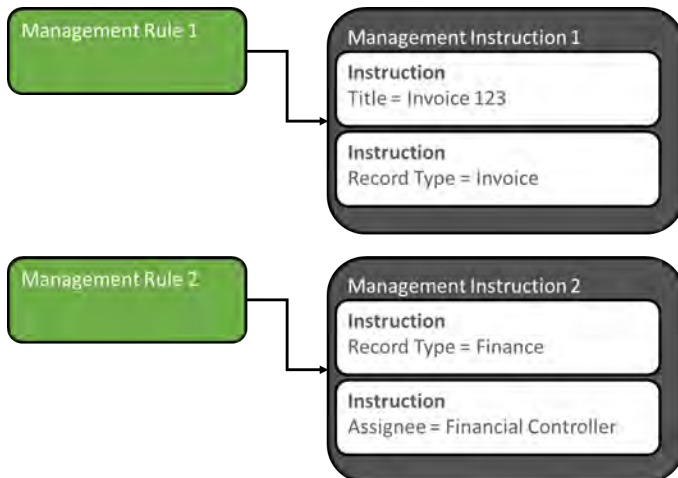 Management Rule 1
Management Instruction 1
Instruction
Title = Invoice 123
Instruction
Record Type = Invoice
Management Rule 2
Management Instruction 2
Instruction
Record Type = Finance
Instruction
Assignee = Financial Controller